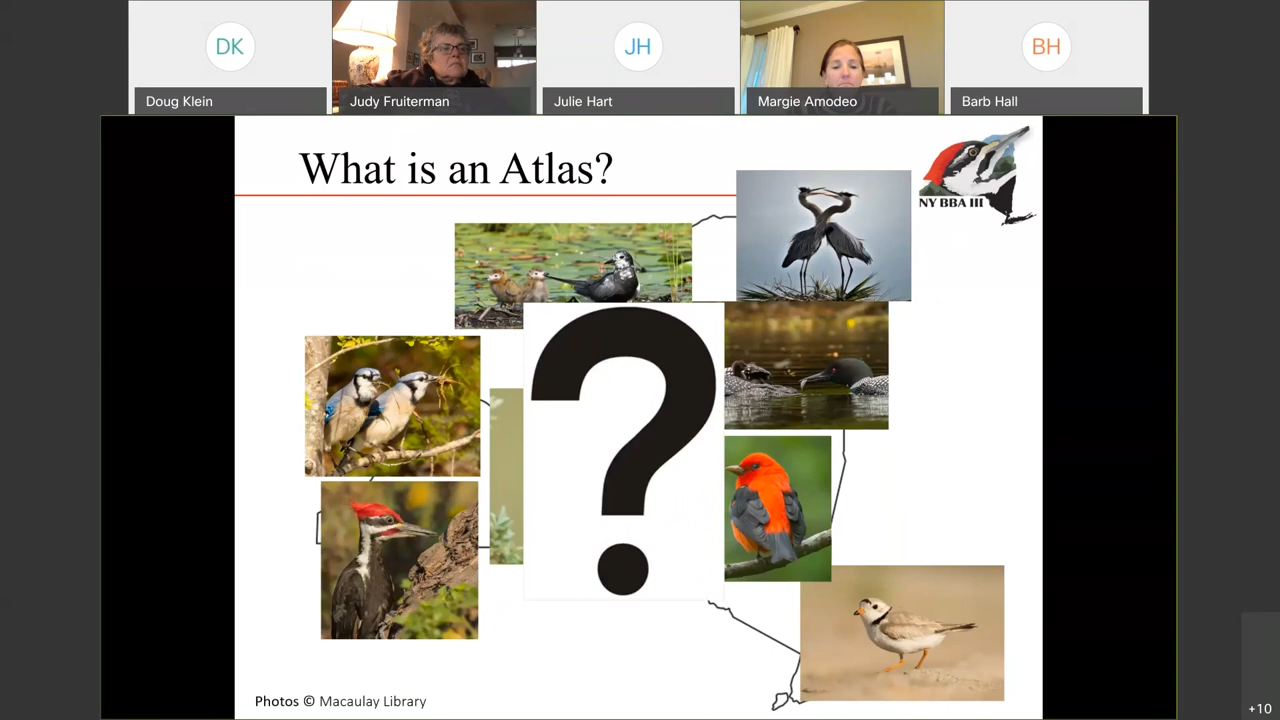 DK
JH
BH
Doug Klein
Judy Fruiterman
Julie Hart
Margie Amodeo
Barb Hall
What is an Atlas?
NY BBA III
?
Photos © Macaulay Library
+10